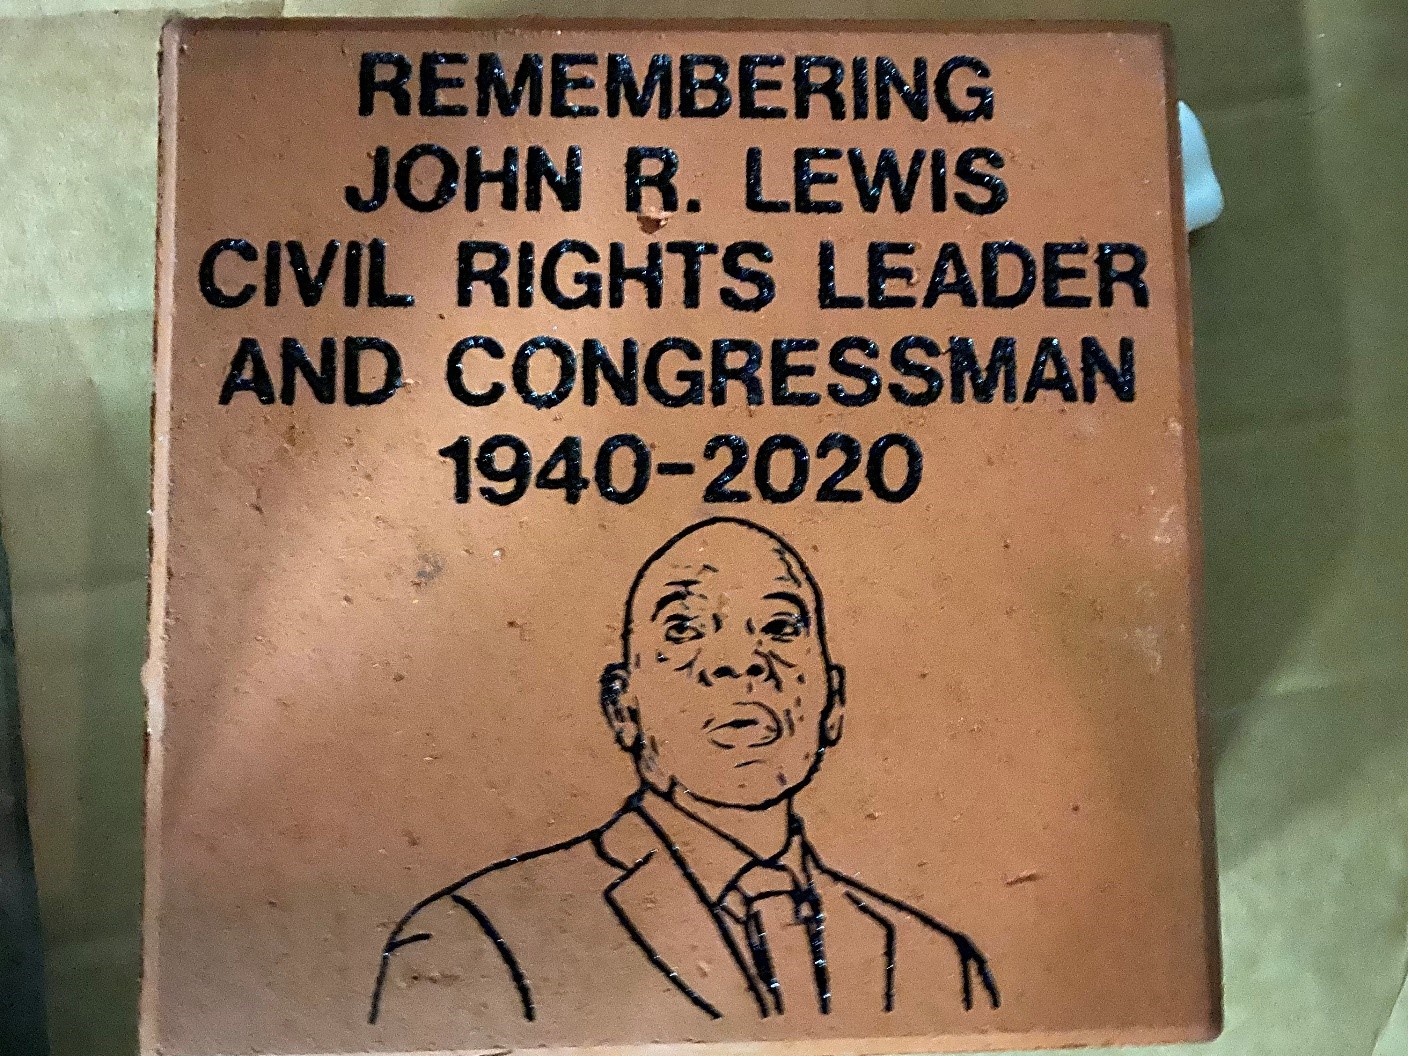 REMEMBERING
JOHN R. LEWIS
CIVIL RIGHTS LEADER
AND CONGRESSMAN
1940-2020